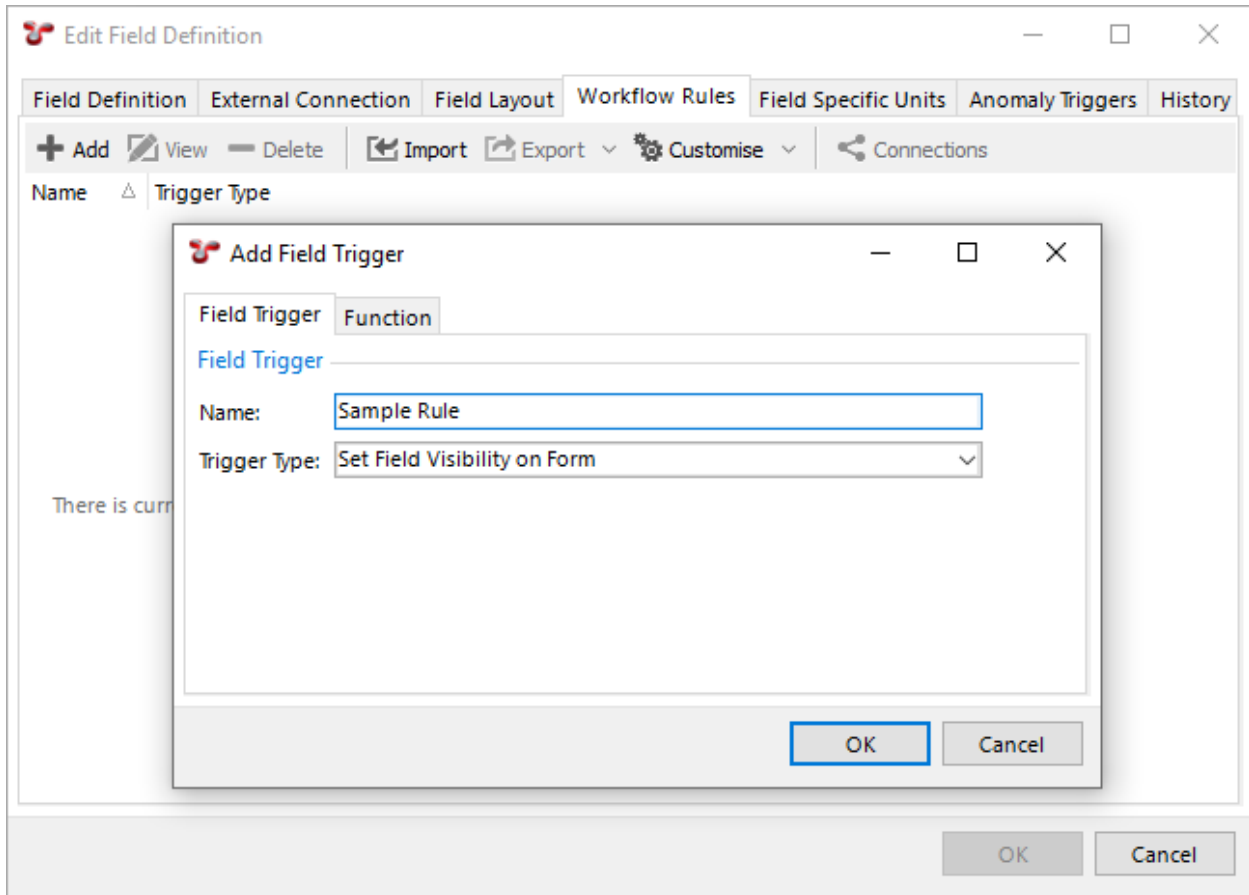 Edit Field Definition
Field Definition External Connection Field Layout Workflow Rules Field Specific Units Anomaly Triggers History
Add View Delete Import Export Customise Connections
Name Trigger Type
Add Field Trigger
Field Trigger Function
Field Trigger
Name: Sample Rule
Trigger Type: Set Field Visibility on Form
There is curr
OK Cancel
OK Cancel